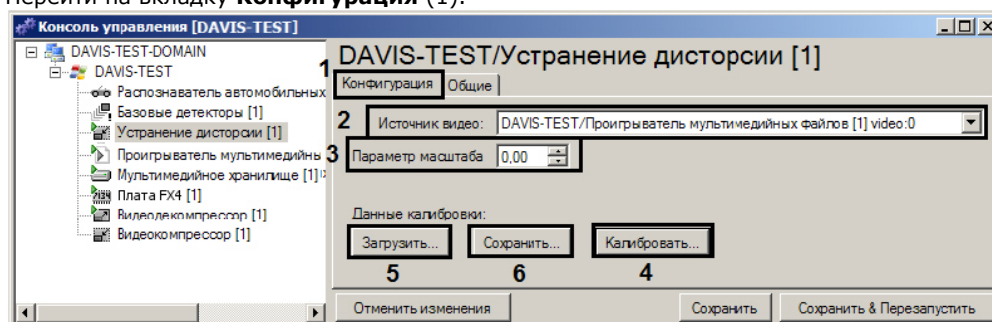 Перейти на вкладку Конфигурация (1).
Консоль управления [DAVIS-TEST]
DAVIS-TEST-DOMAIN
DAVIS-TEST
Распознаватель автомобильных
Базовые детекторы [1]
Устранение дисторсии [1]
Проигрыватель мультимедийны
Мультимедийное хранилище [1]
Плата FX4 [1]
Видеодекомпрессор [1]
Видеокомпрессор [1]
DAVIS-TEST/Устранение дисторсии [1]
1
Конфигурация Общие
2 Источник видео: DAVIS-TEST/Проигрыватель мультимедийных файлов [1] video:0
3 Параметр масштаба 0,00
Данные калибровки:
Загрузить... Сохранить... Калибровать...
5 6 4
Отменить изменения Сохранить Сохранить & Перезапустить